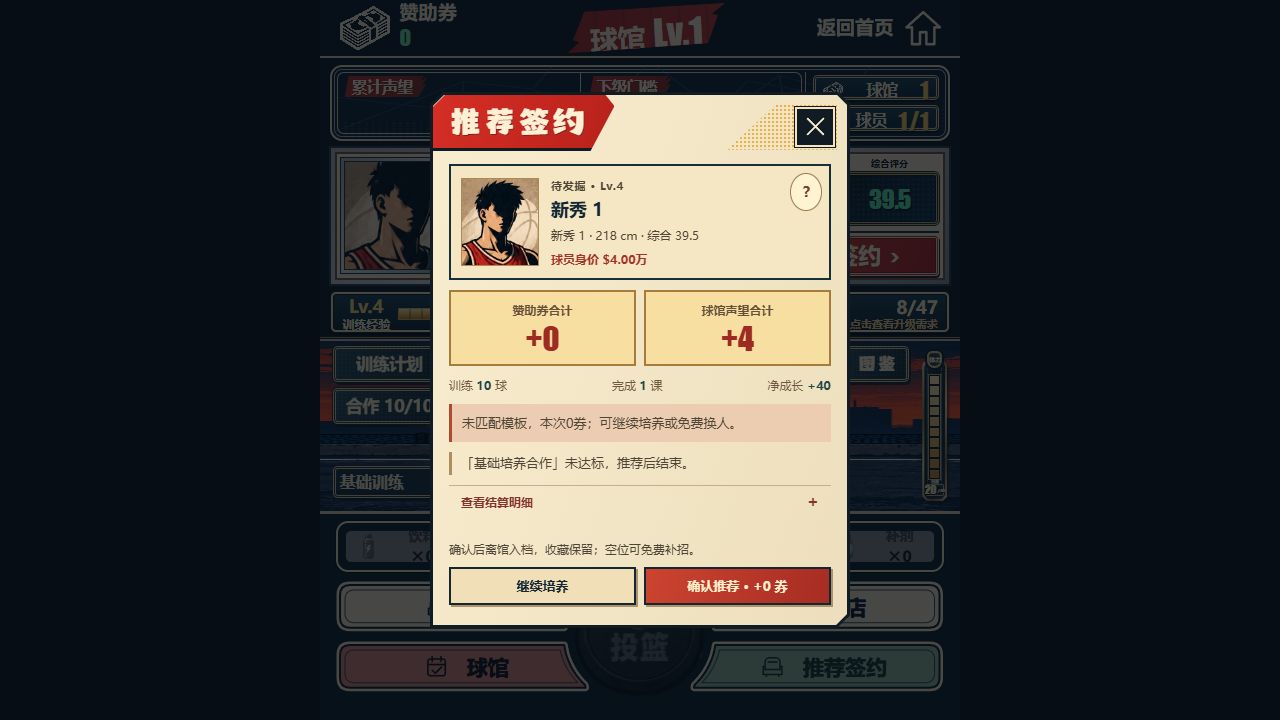 赞助券
0
球馆 Lv.1
返回首页
累计声望
下级门槛
球馆 1
球员 1/1
推荐签约
综合评分
39.5
待发掘 • Lv.4
新秀 1
新秀 1 · 218 cm · 综合 39.5
球员身价 $4.00万
?
签约 ›
赞助券合计
+0
球馆声望合计
+4
Lv.4
训练经验
8/47
点击查看升级需求
训练计划
图鉴
体力
训练 10 球
完成 1 课
净成长 +40
合作 10/10
未匹配模板，本次0券；可继续培养或免费换人。
「基础培养合作」未达标，推荐后结束。
基础训练
20
查看结算明细
+
×0
补剂
×0
确认后离馆入档，收藏保留；空位可免费补招。
继续培养
确认推荐 • +0 券
店
投篮
球馆
推荐签约